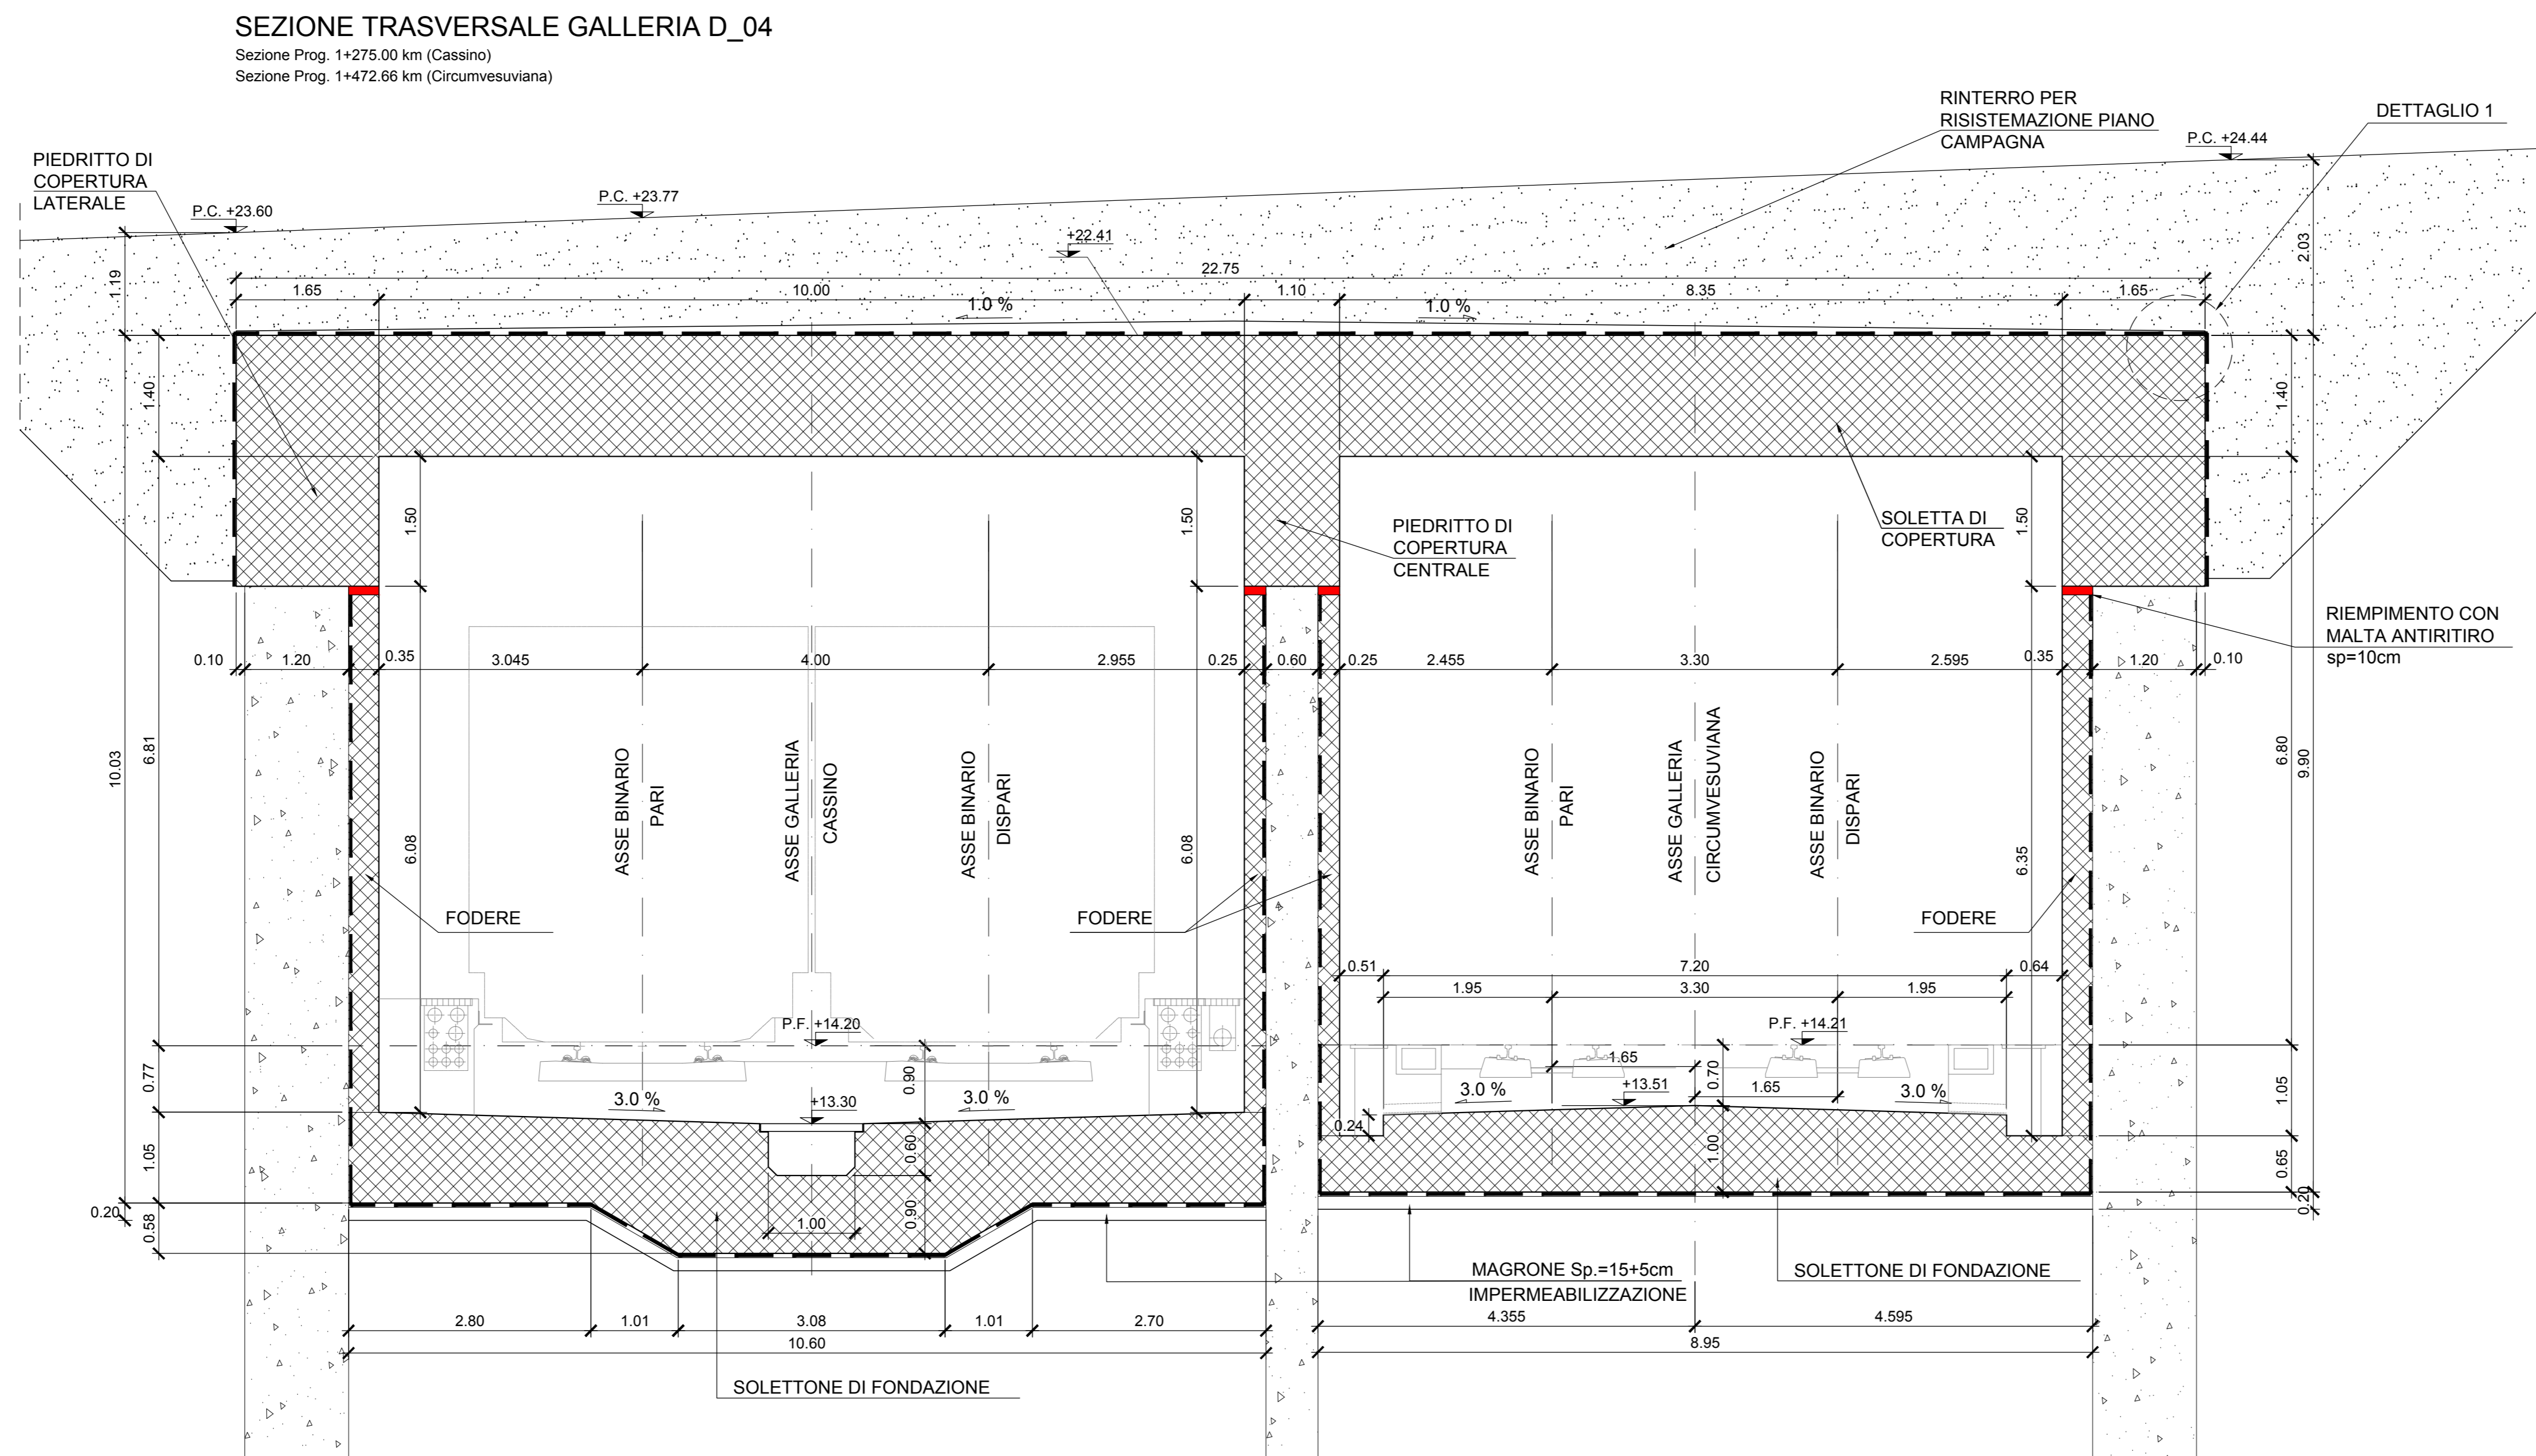 SEZIONE TRASVERSALE GALLERIA D_04
Sezione Prog. 1+275.00 km (Cassino)
Sezione Prog. 1+472.66 km (Circumvesuviana)
RINTERRO PER
RISISTEMAZIONE PIANO
CAMPAGNA
DETTAGLIO 1
P.C. +24.44
PIEDRITTO DI
COPERTURA
LATERALE
P.C. +23.60
P.C. +23.77
+22.41
2.03
1.19
22.75
1.65
10.00
1.10
8.35
1.65
1.0 %
1.0 %
1.40
1.40
1.50
1.50
1.50
PIEDRITTO DI
COPERTURA
CENTRALE
SOLETTA DI
COPERTURA
RIEMPIMENTO CON
MALTA ANTIRITIRO
sp=10cm
0.10
1.20
0.35
3.045
4.00
2.955
0.25
0.60
0.25
2.455
3.30
2.595
0.35
1.20
0.10
10.03
6.81
6.08
6.08
6.35
6.80
9.90
ASSE BINARIO
PARI
ASSE GALLERIA
CASSINO
ASSE BINARIO
DISPARI
ASSE BINARIO
PARI
ASSE GALLERIA
CIRCUMVESUVIANA
ASSE BINARIO
DISPARI
FODERE
FODERE
FODERE
0.51
7.20
0.64
1.95
3.30
1.95
P.F. +14.20
P.F. +14.21
0.77
0.90
1.65
0.70
1.65
1.05
3.0 %
+13.30
3.0 %
3.0 %
+13.51
3.0 %
0.24
1.05
0.60
1.00
0.65
0.20
0.58
1.00
0.90
0.20
MAGRONE Sp.=15+5cm
IMPERMEABILIZZAZIONE
SOLETTONE DI FONDAZIONE
2.80
1.01
3.08
1.01
2.70
4.355
4.595
10.60
8.95
SOLETTONE DI FONDAZIONE